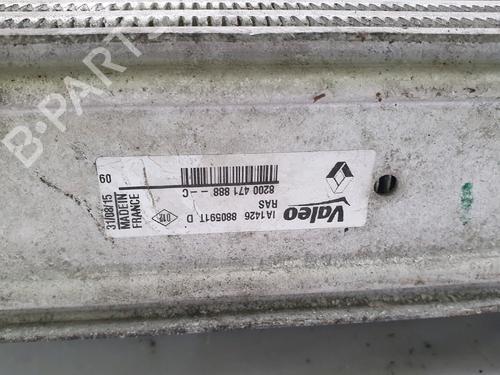 Valeo
RAS
IA1426 880591T D
8200 471 888 -- C
31/08/15 60
MADE IN
FRANCE
B-PARTS